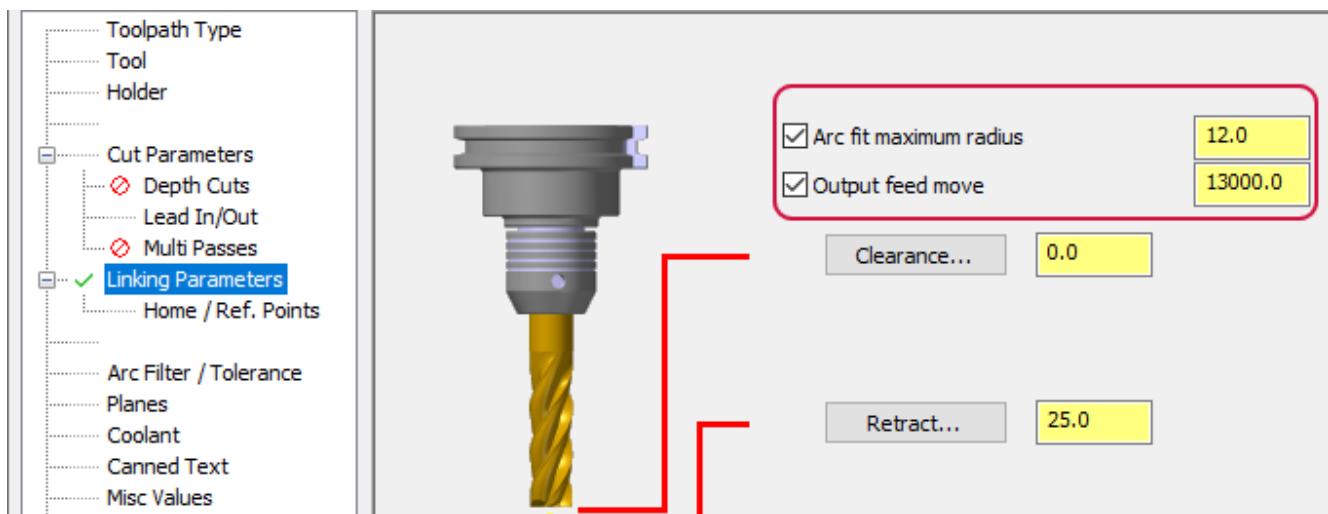 Toolpath Type
Tool
Holder
Cut Parameters
Depth Cuts
Lead In/Out
Multi Passes
Linking Parameters
Home / Ref. Points
Arc Filter / Tolerance
Planes
Coolant
Canned Text
Misc Values
Arc fit maximum radius 12.0
Output feed move 13000.0
Clearance... 0.0
Retract... 25.0